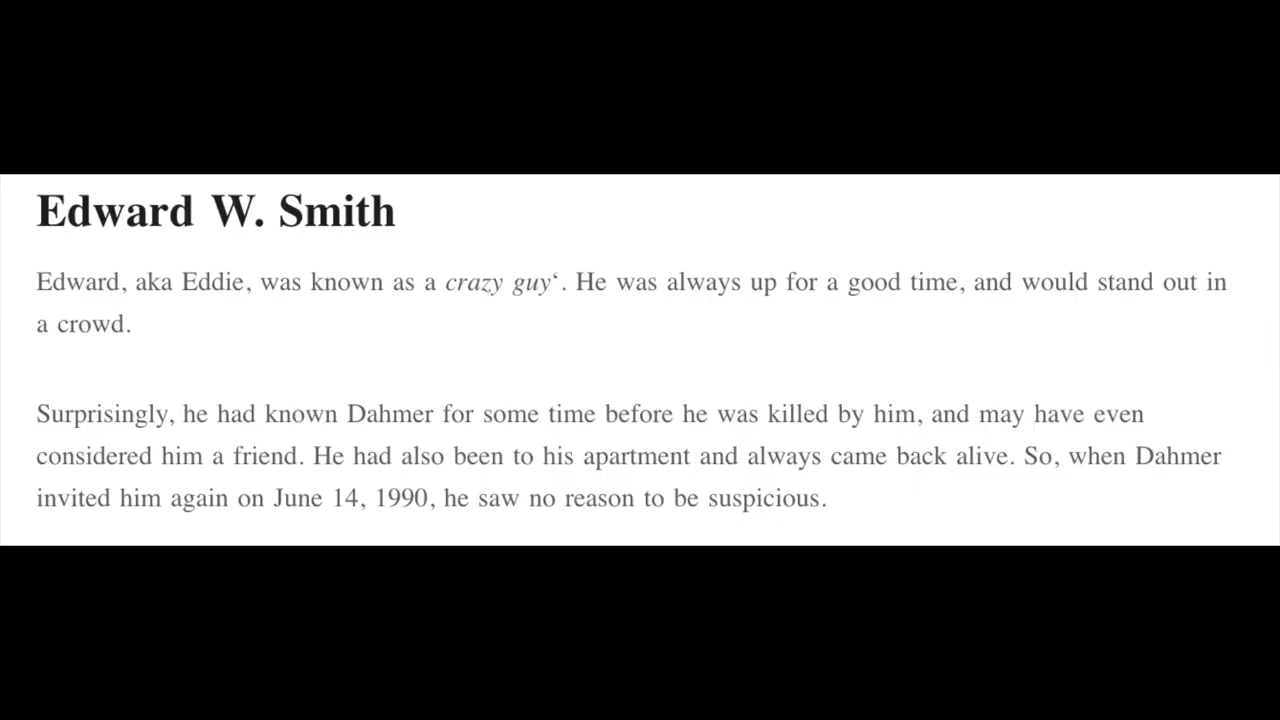 Edward W. Smith
Edward, aka Eddie, was known as a crazy guy‘. He was always up for a good time, and would stand out in
a crowd.
Surprisingly, he had known Dahmer for some time before he was killed by him, and may have even
considered him a friend. He had also been to his apartment and always came back alive. So, when Dahmer
invited him again on June 14, 1990, he saw no reason to be suspicious.